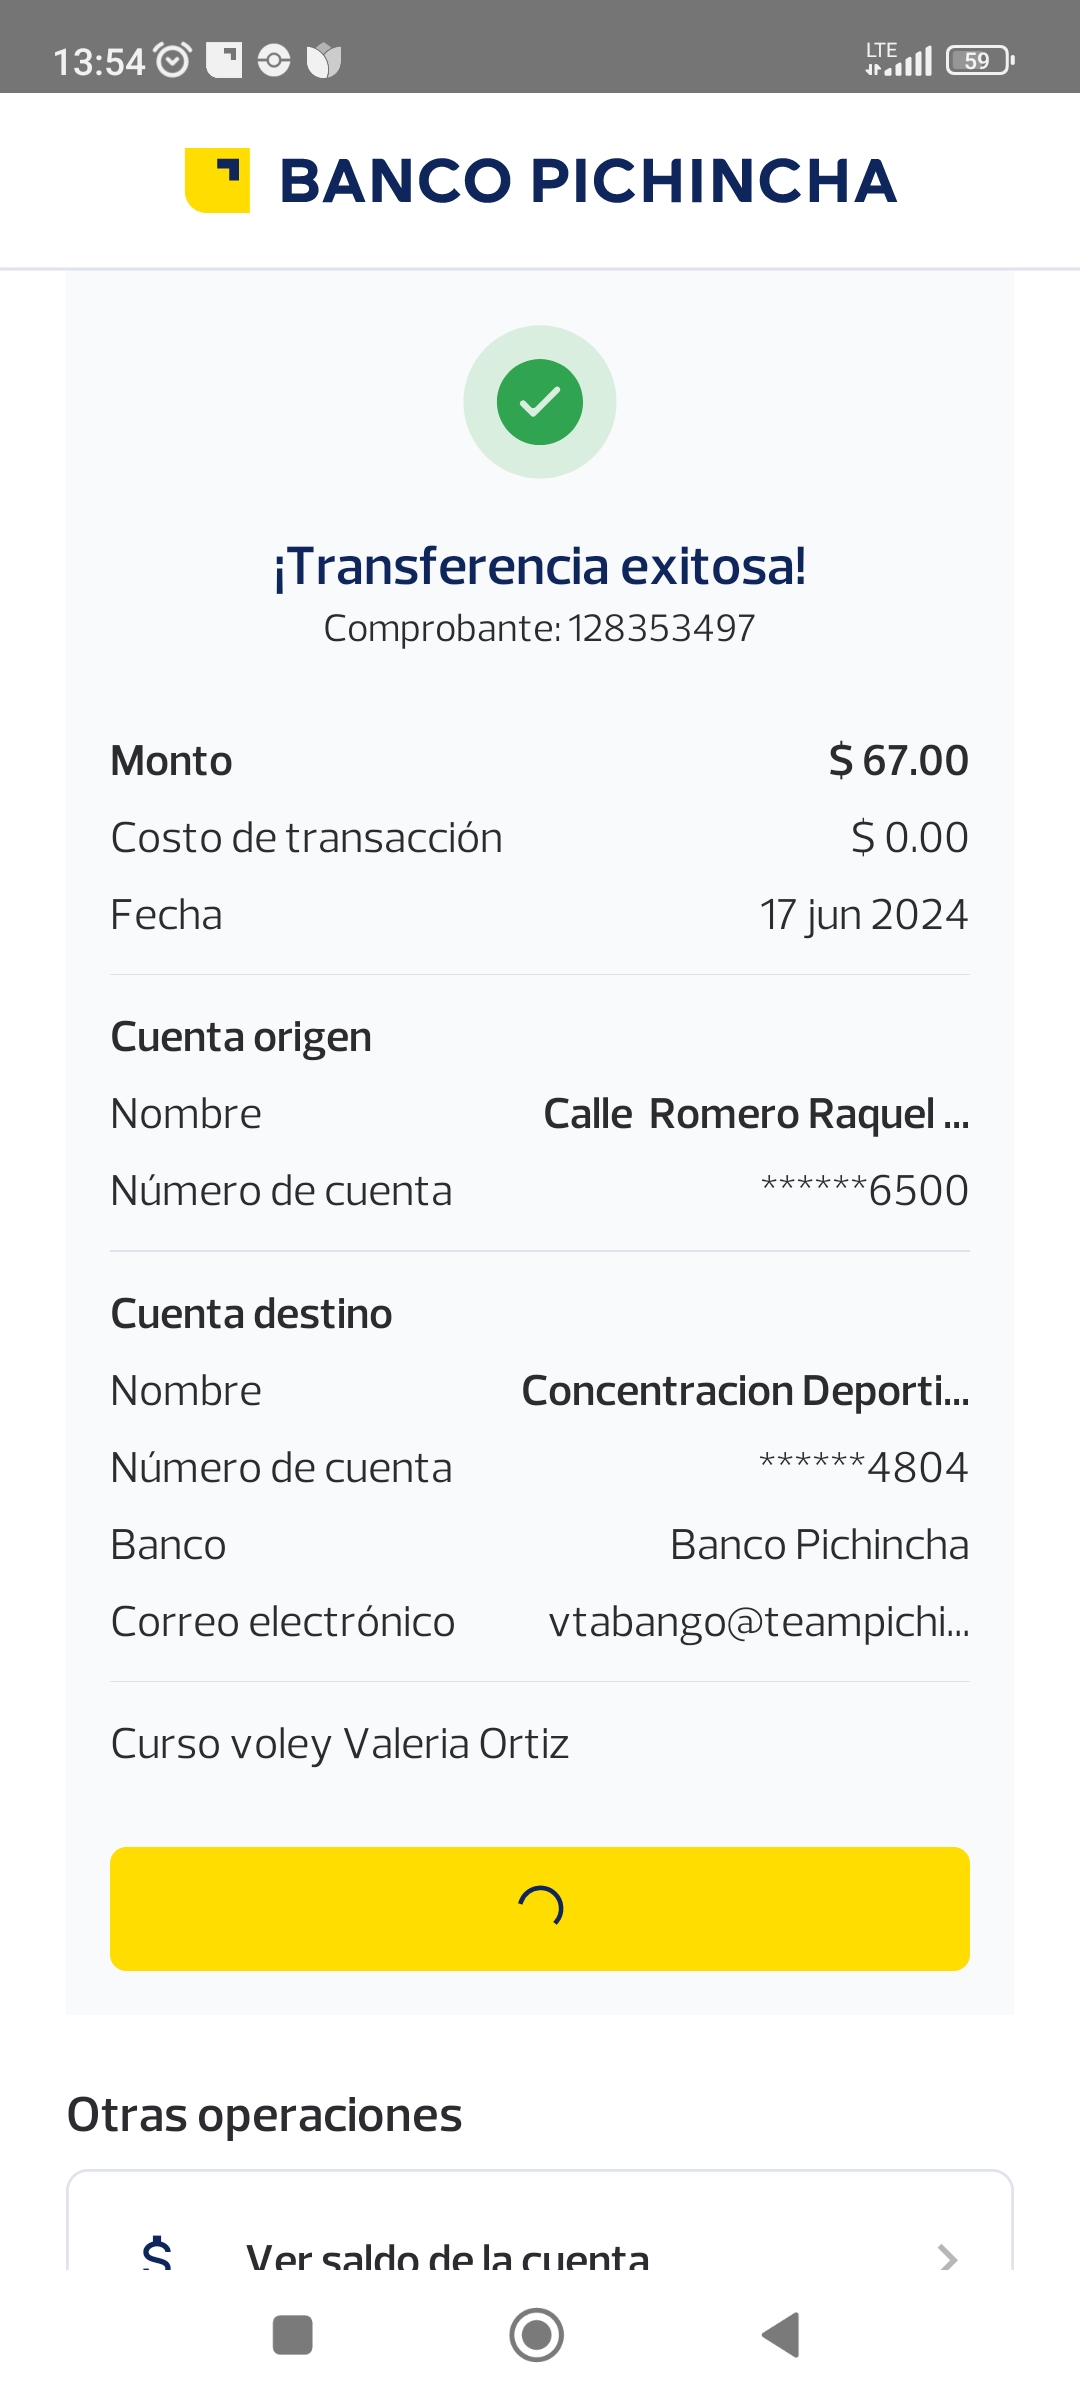 13:54
LTE
59
BANCO PICHINCHA
¡Transferencia exitosa!
Comprobante: 128353497
Monto $ 67.00
Costo de transacción $ 0.00
Fecha 17 jun 2024
Cuenta origen
Nombre Calle  Romero Raquel ...
Número de cuenta ******6500
Cuenta destino
Nombre Concentracion Deporti...
Número de cuenta ******4804
Banco Banco Pichincha
Correo electrónico vtabango@teampichi...
Curso voley Valeria Ortiz
Otras operaciones
$ Ver saldo de la cuenta